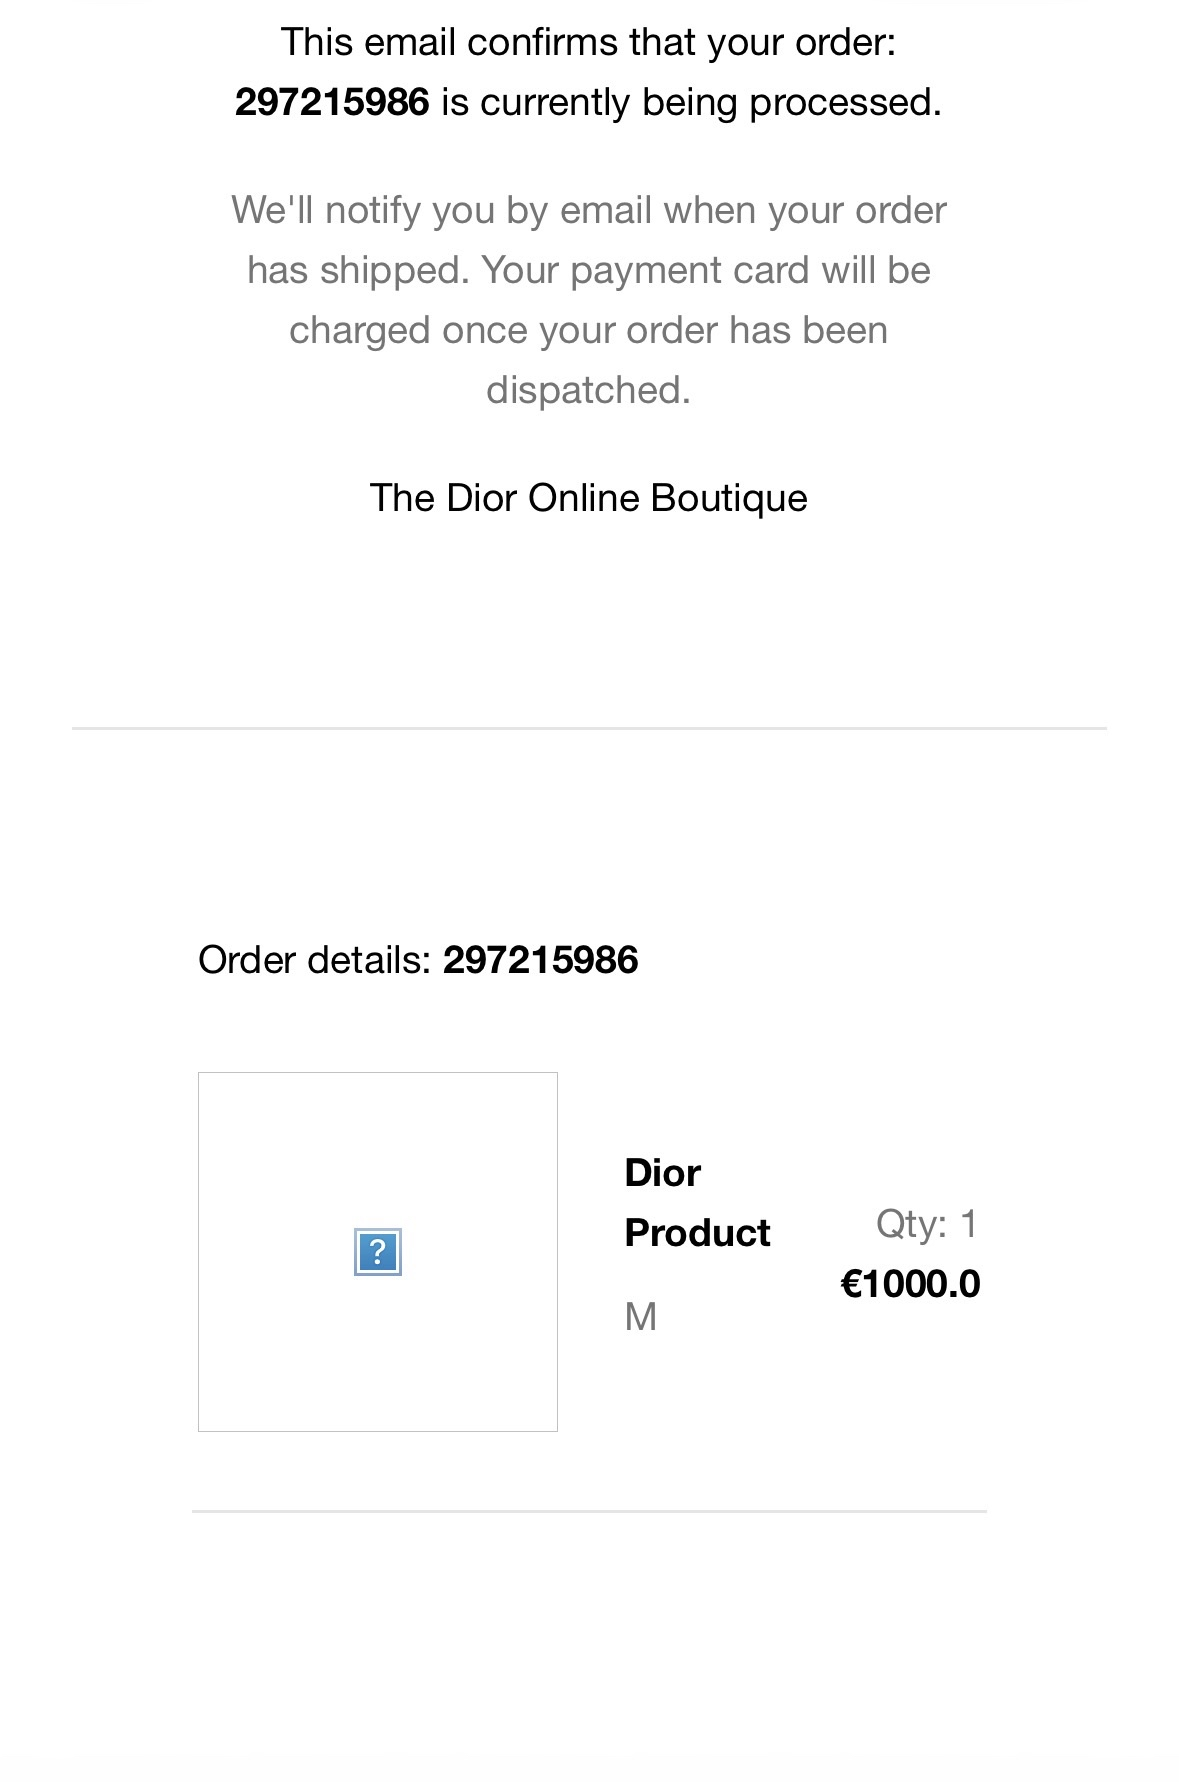 This email confirms that your order:
297215986 is currently being processed.
We'll notify you by email when your order
has shipped. Your payment card will be
charged once your order has been
dispatched.
The Dior Online Boutique
Order details: 297215986
Dior
Product
M
Qty: 1
€1000.0